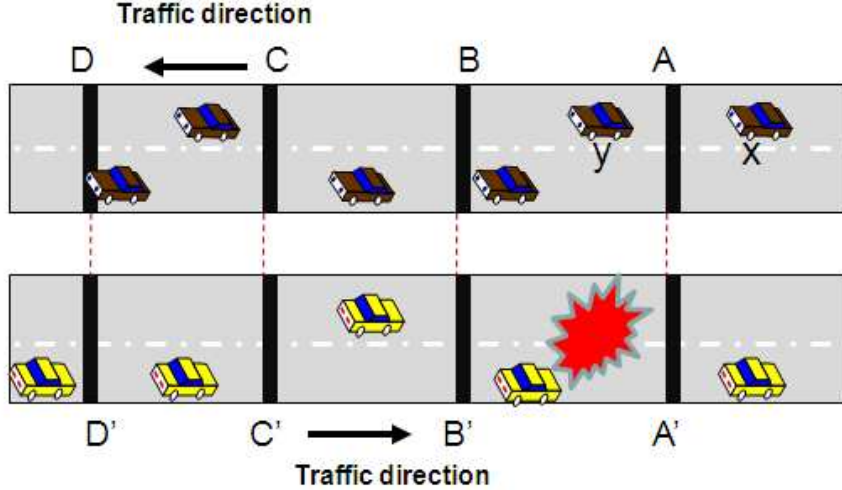 Traffic direction
D C B A
y x
D' C' B' A'
Traffic direction